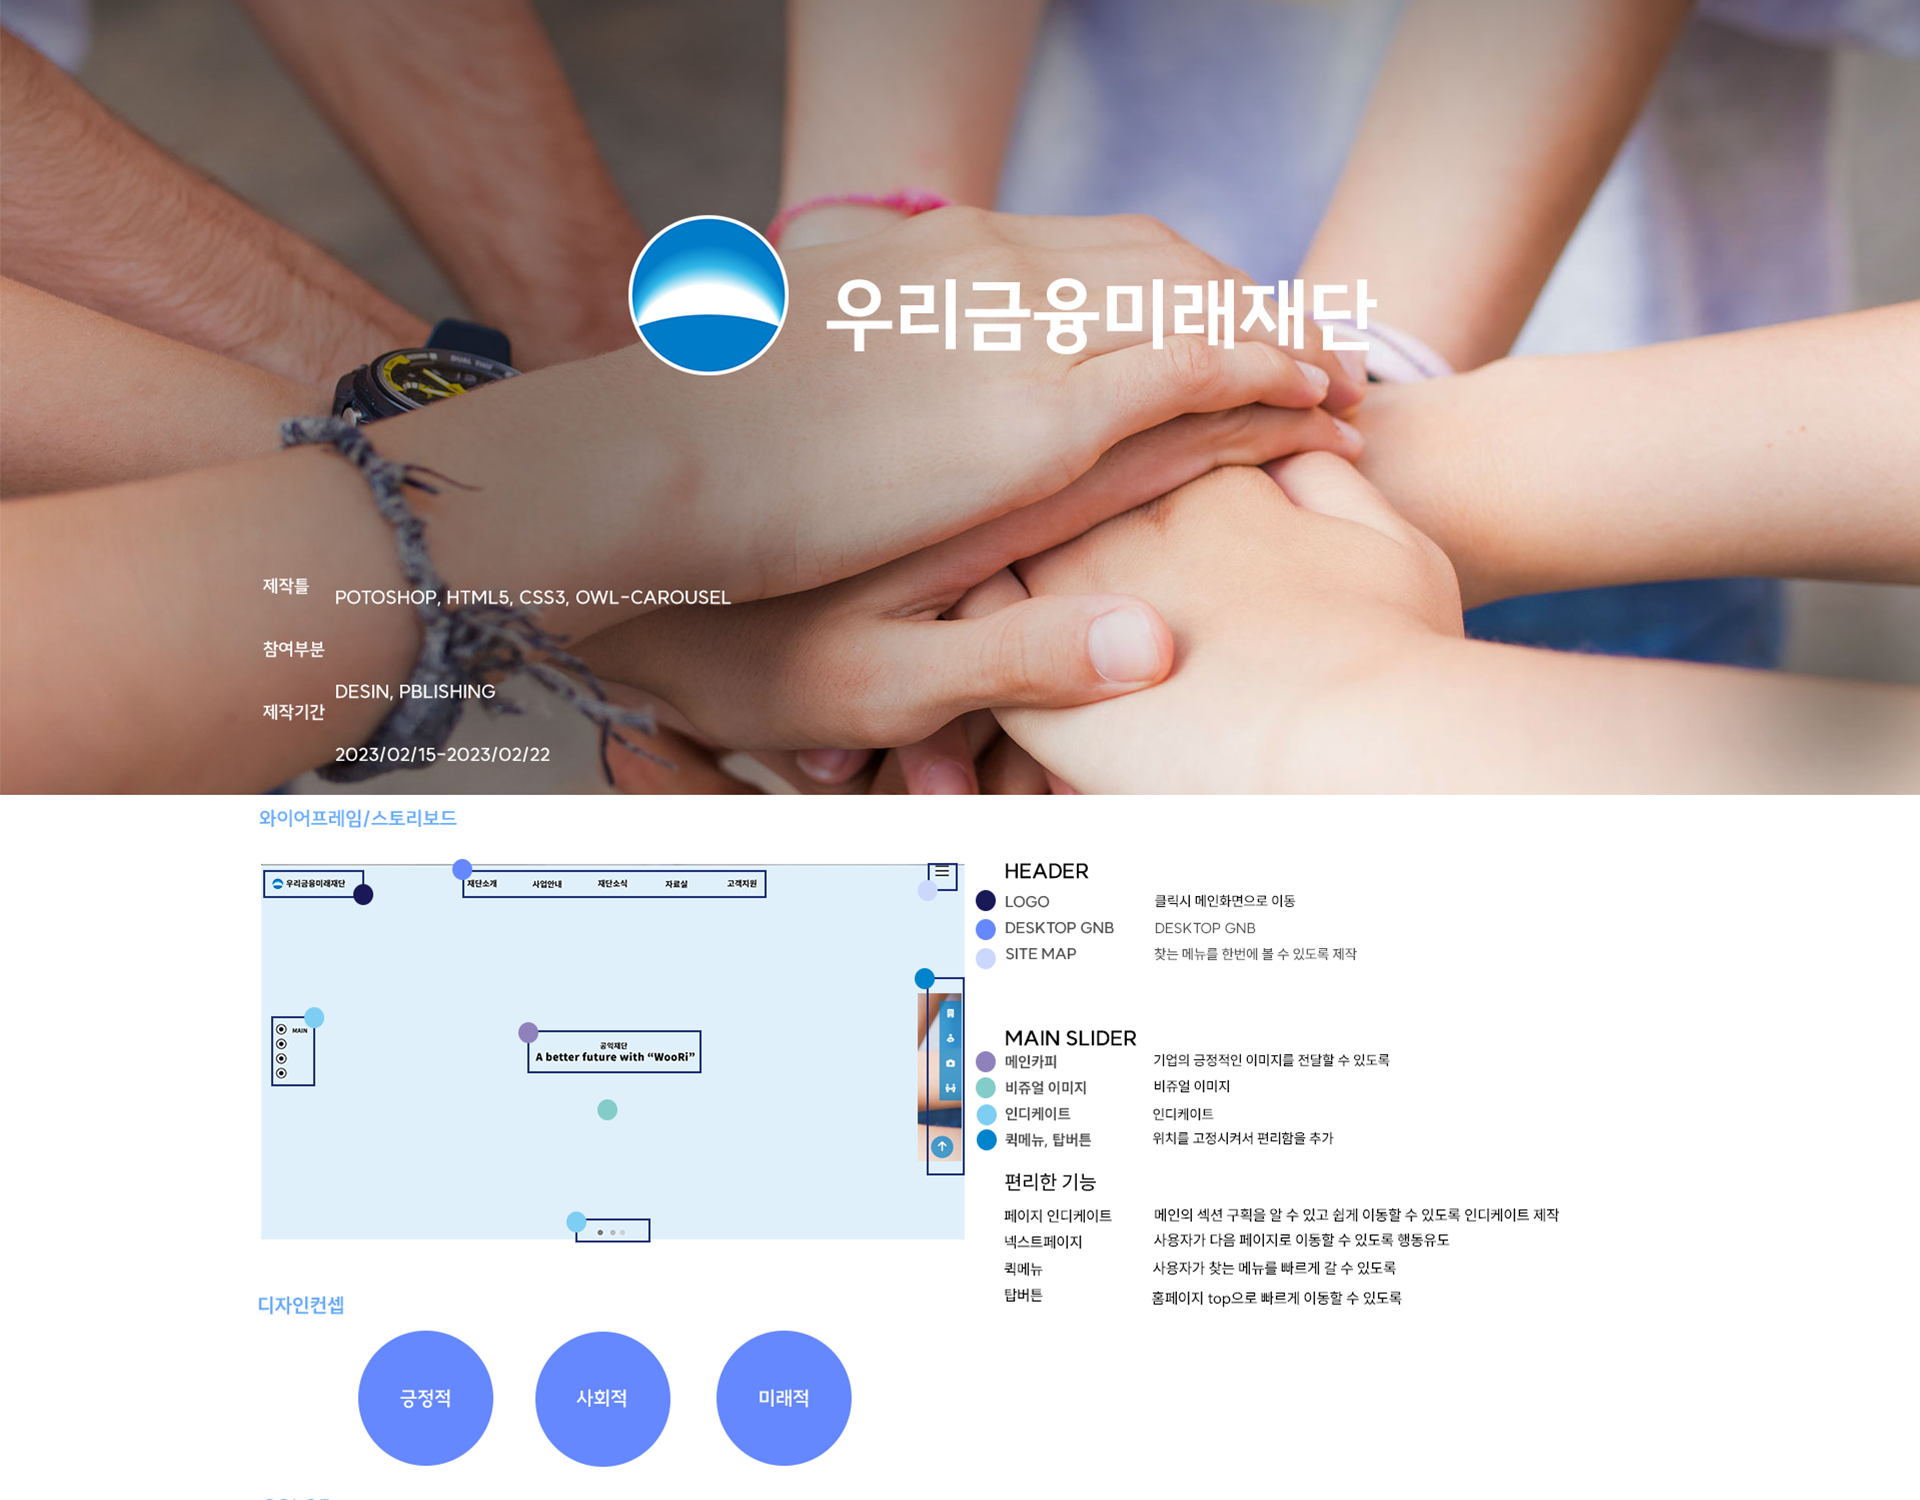 우리금융미래재단
제작틀
POTOSHOP, HTML5, CSS3, OWL-CAROUSEL
참여부분
DESIN, PBLISHING
제작기간
2023/02/15-2023/02/22
와이어프레임/스토리보드
우리금융미래재단
재단소개 사업안내 재단소식 자료실 고객지원
MAIN
공익재단
A better future with “WooRi”
HEADER
LOGO 클릭시 메인화면으로 이동
DESKTOP GNB DESKTOP GNB
SITE MAP 찾는 메뉴를 한번에 볼 수 있도록 제작
MAIN SLIDER
메인카피 기업의 긍정적인 이미지를 전달할 수 있도록
비쥬얼 이미지 비쥬얼 이미지
인디케이트 인디케이트
퀵메뉴, 탑버튼 위치를 고정시켜서 편리함을 추가
편리한 기능
페이지 인디케이트 메인의 섹션 구획을 알 수 있고 쉽게 이동할 수 있도록 인디케이트 제작
넥스트페이지 사용자가 다음 페이지로 이동할 수 있도록 행동유도
퀵메뉴 사용자가 찾는 메뉴를 빠르게 갈 수 있도록
탑버튼 홈페이지 top으로 빠르게 이동할 수 있도록
디자인컨셉
긍정적
사회적
미래적